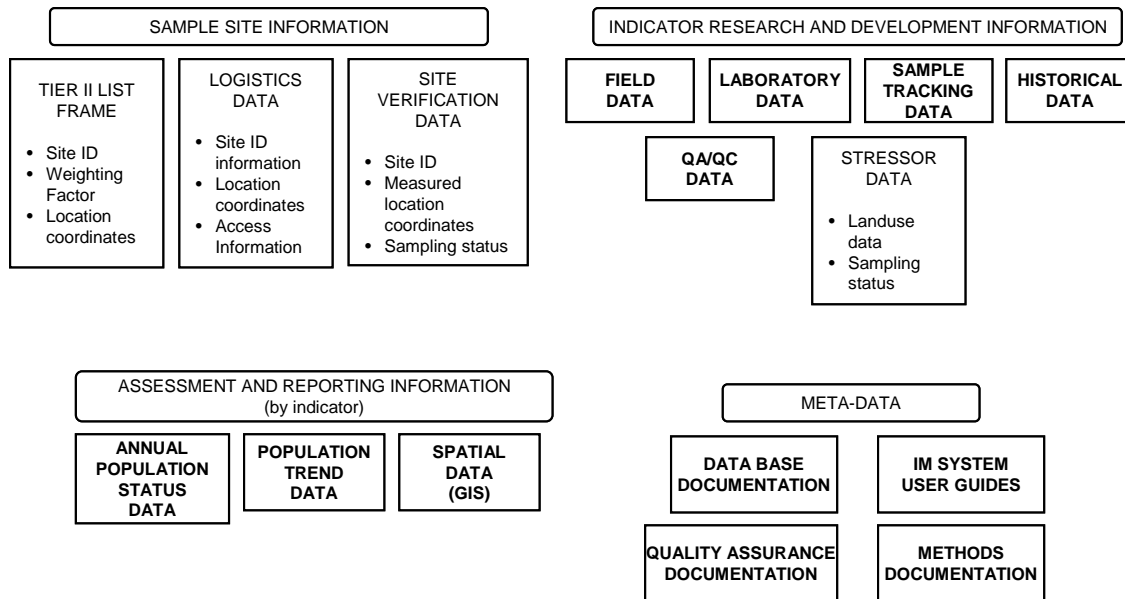 SAMPLE SITE INFORMATION
TIER II LIST
FRAME
• Site ID
• Weighting
Factor
• Location
coordinates
LOGISTICS
DATA
• Site ID
information
• Location
coordinates
• Access
Information
SITE
VERIFICATION
DATA
• Site ID
• Measured
location
coordinates
• Sampling status
INDICATOR RESEARCH AND DEVELOPMENT INFORMATION
FIELD
DATA
LABORATORY
DATA
SAMPLE
TRACKING
DATA
HISTORICAL
DATA
QA/QC
DATA
STRESSOR
DATA
• Landuse
data
• Sampling
status
ASSESSMENT AND REPORTING INFORMATION
(by indicator)
ANNUAL
POPULATION
STATUS
DATA
POPULATION
TREND
DATA
SPATIAL
DATA
(GIS)
META-DATA
DATA BASE
DOCUMENTATION
IM SYSTEM
USER GUIDES
QUALITY ASSURANCE
DOCUMENTATION
METHODS
DOCUMENTATION